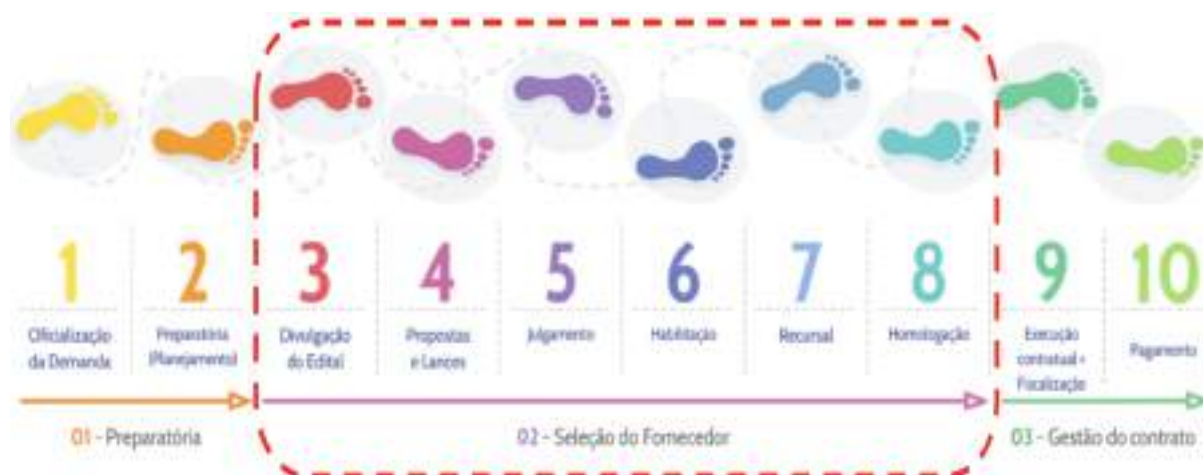 1
2
3
4
5
6
7
8
9
10
Oficialização
da Demanda
Preparatória
(Planejamento)
Divulgação
do Edital
Propostas
e Lances
Julgamento
Habilitação
Recursal
Homologação
Execução
contratual +
Fiscalização
Pagamento
01 - Preparatória
02 - Seleção do Fornecedor
03 - Gestão do contrato